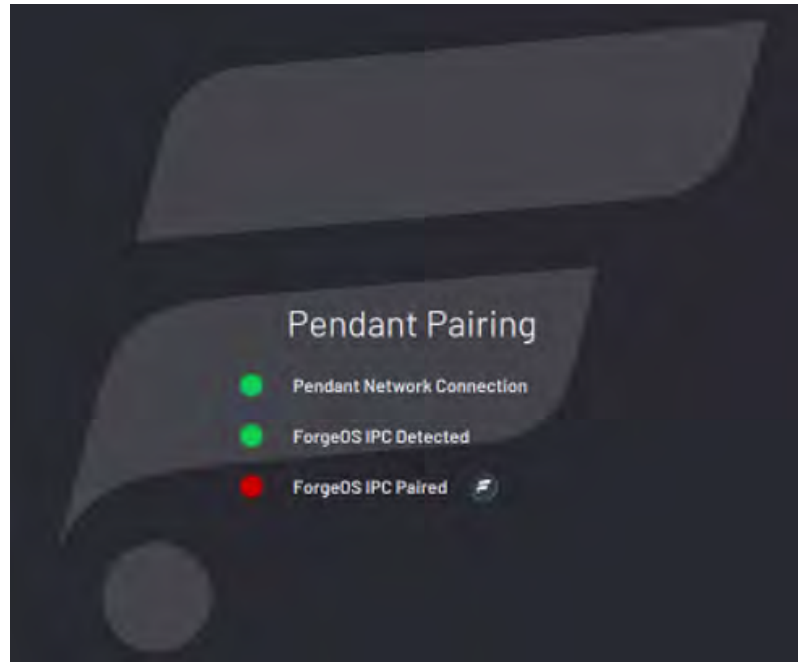 Pendant Pairing
Pendant Network Connection
ForgeOS IPC Detected
ForgeOS IPC Paired